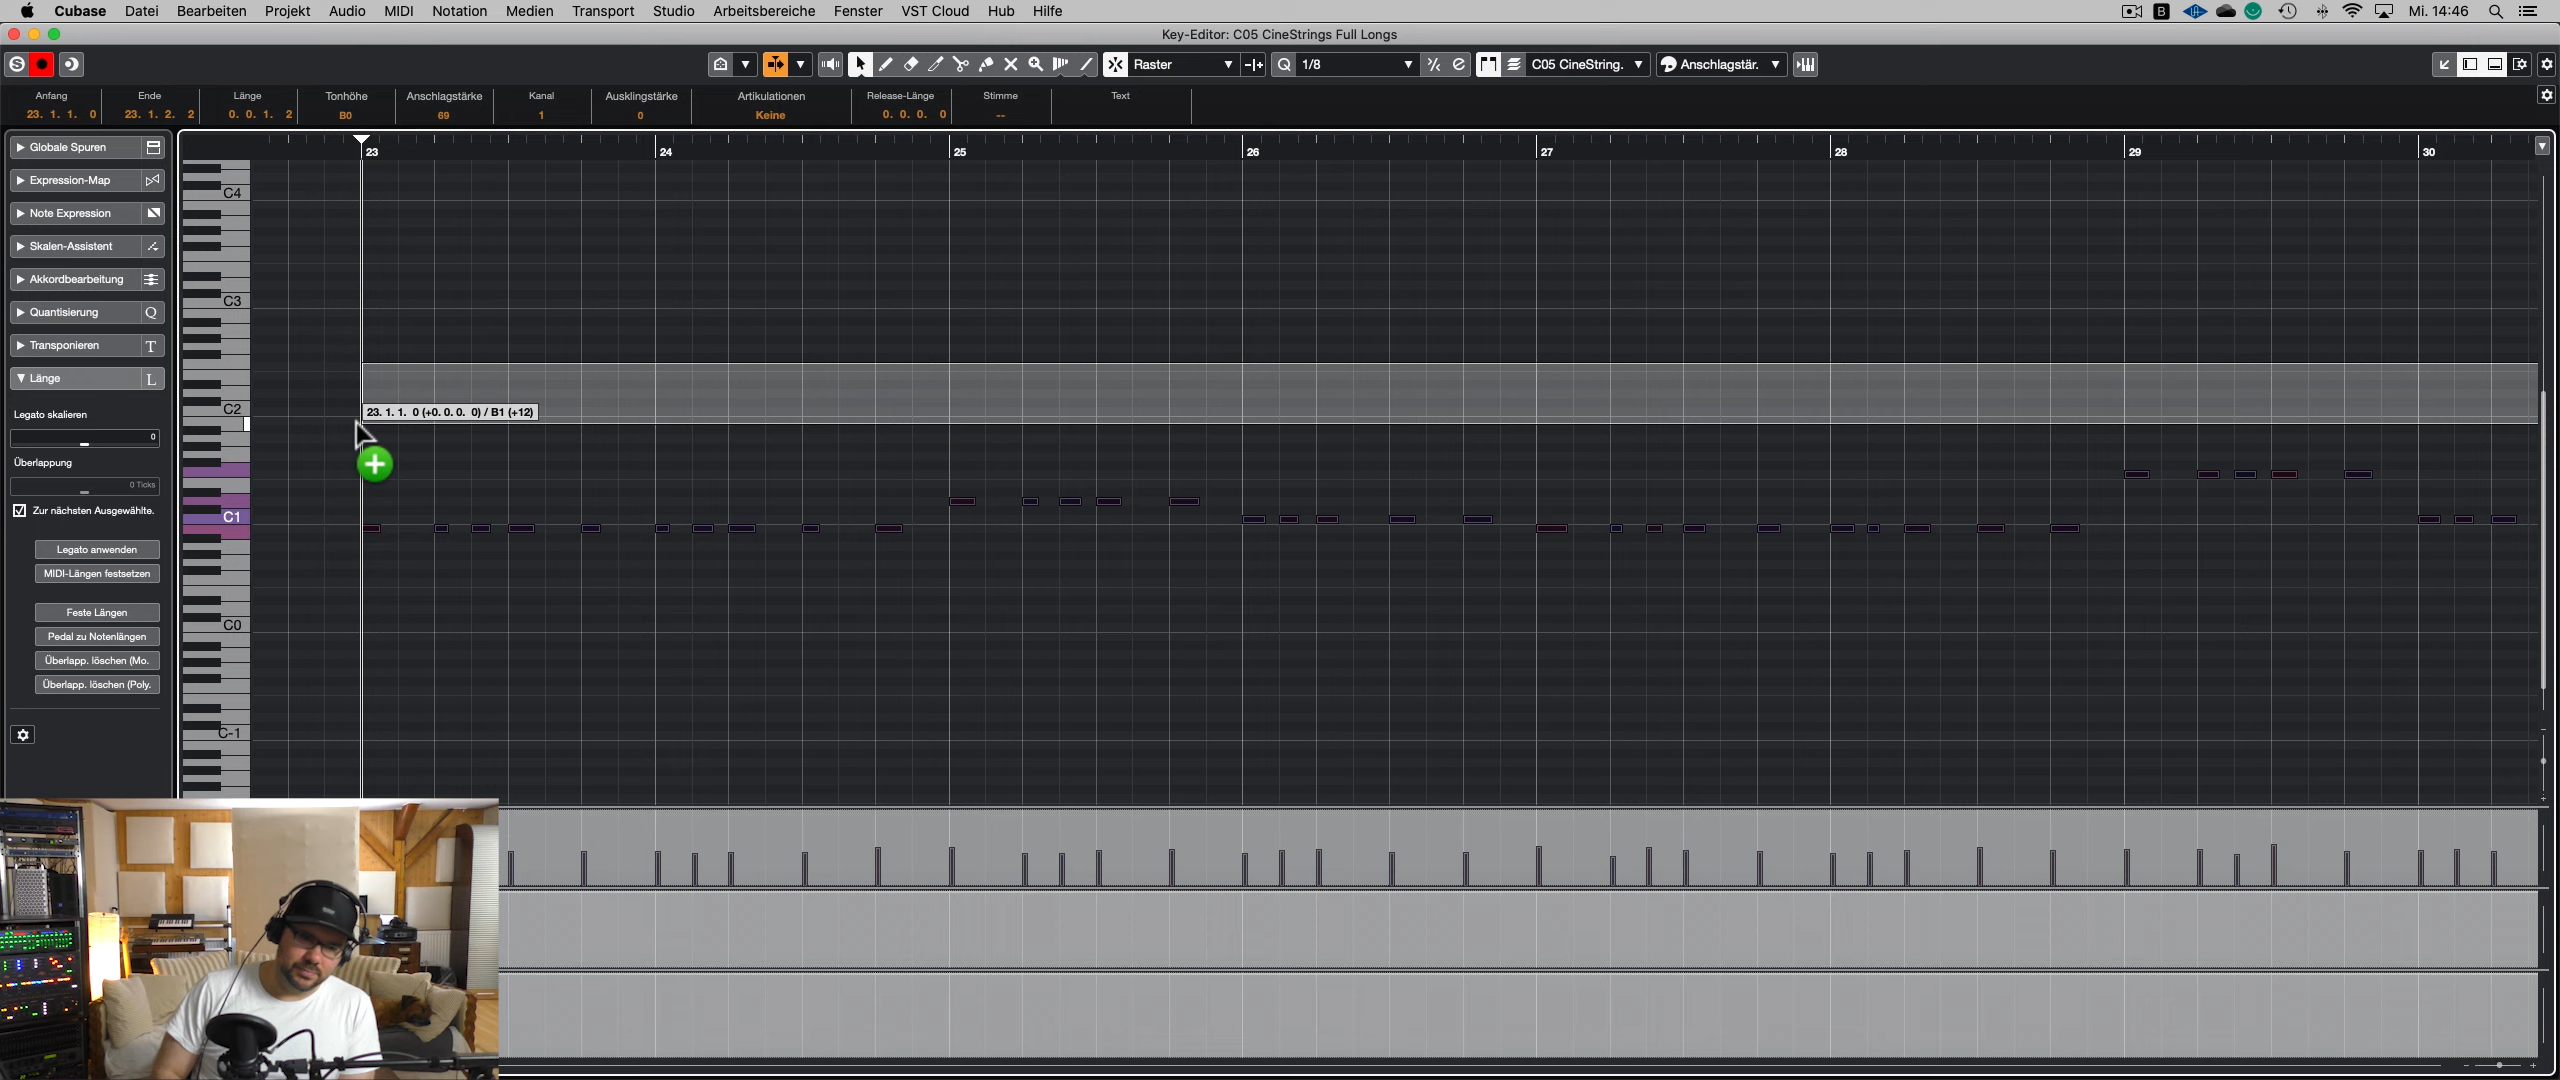 Cubase Datei Bearbeiten Projekt Audio MIDI Notation Medien Transport Studio Arbeitsbereiche Fenster VST Cloud Hub Hilfe Mi. 14:46
Key-Editor: C05 CineStrings Full Longs
Raster Q 1/8 C05 CineString. Anschlagstär.
Anfang Ende Länge Tonhöhe Anschlagstärke Kanal Ausklingstärke Artikulationen Release-Länge Stimme Text
23. 1. 1. 0 23. 1. 2. 2 0. 0. 1. 2 B0 69 1 0 Keine 0. 0. 0. 0 --
Globale Spuren
23 24 25 26 27 28 29 30
Expression-Map
C4
Note Expression
Skalen-Assistent
Akkordbearbeitung
C3
Quantisierung Q
Transponieren T
Länge L
C2
23. 1. 1. 0 (+0. 0. 0. 0) / B1 (+12)
Legato skalieren
0
Überlappung
0 Ticks
Zur nächsten Ausgewählte.
C1
Legato anwenden
MIDI-Längen festsetzen
Feste Längen
C0
Pedal zu Notenlängen
Überlapp. löschen (Mo.
Überlapp. löschen (Poly.
C-1